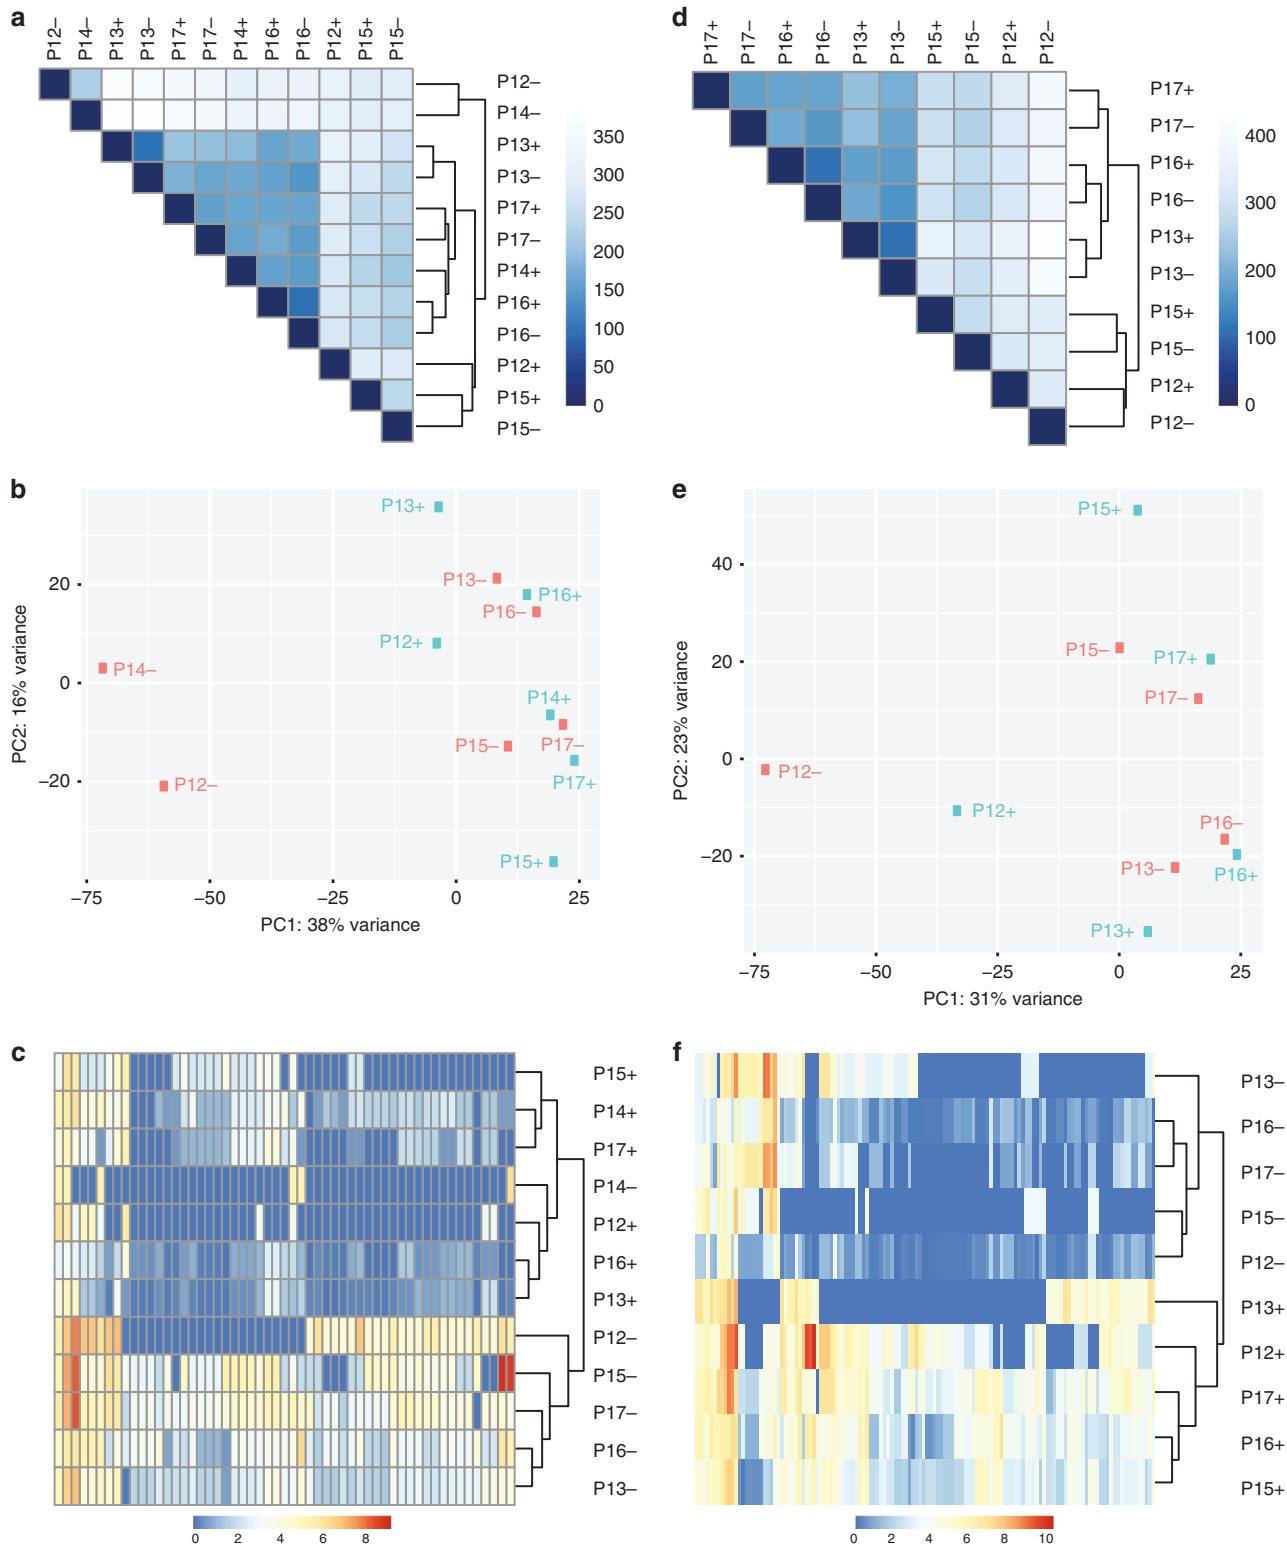 a
P12– P14– P13+ P13– P17+ P17– P14+ P16+ P16– P12+ P15+ P15–
P12–
P14–
P13+
P13–
P17+
P17–
P14+
P16+
P16–
P12+
P15+
P15–
350
300
250
200
150
100
50
0
d
P17+ P17– P16+ P16– P13+ P13– P15+ P15– P12+ P12–
P17+
P17–
P16+
P16–
P13+
P13–
P15+
P15–
P12+
P12–
400
300
200
100
0
b
PC2: 16% variance
20
0
–20
P13+
P13–
P16+
P16–
P12+
P14–
P14+
P15–
P17–
P17+
P12–
P15+
–75 –50 –25 0 25
PC1: 38% variance
e
PC2: 23% variance
40
20
0
–20
P15+
P15–
P17+
P17–
P12–
P12+
P16–
P13–
P16+
P13+
–75 –50 –25 0 25
PC1: 31% variance
c
P15+
P14+
P17+
P14–
P12+
P16+
P13+
P12–
P15–
P17–
P16–
P13–
0 2 4 6 8
f
P13–
P16–
P17–
P15–
P12–
P13+
P12+
P17+
P16+
P15+
0 2 4 6 8 10